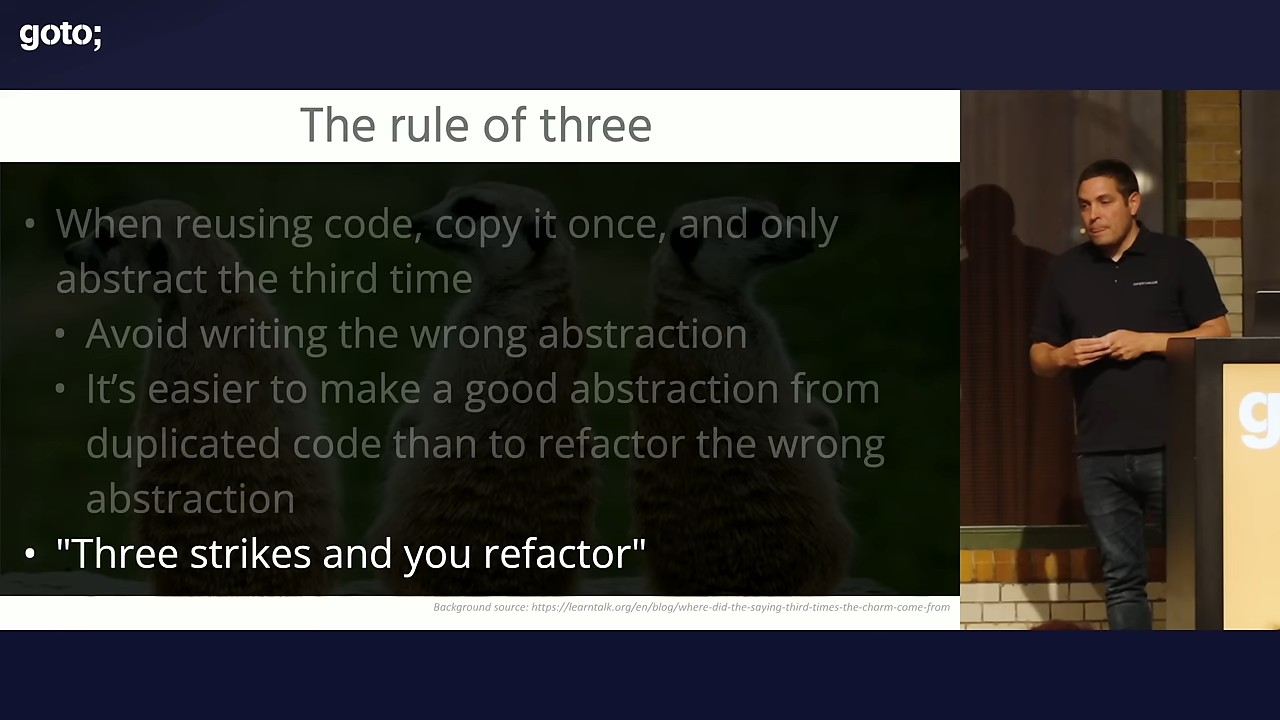 goto;
The rule of three
• When reusing code, copy it once, and only
abstract the third time
• Avoid writing the wrong abstraction
• It’s easier to make a good abstraction from
duplicated code than to refactor the wrong
abstraction
• "Three strikes and you refactor"
Background source: https://learntalk.org/en/blog/where-did-the-saying-third-times-the-charm-come-from
g